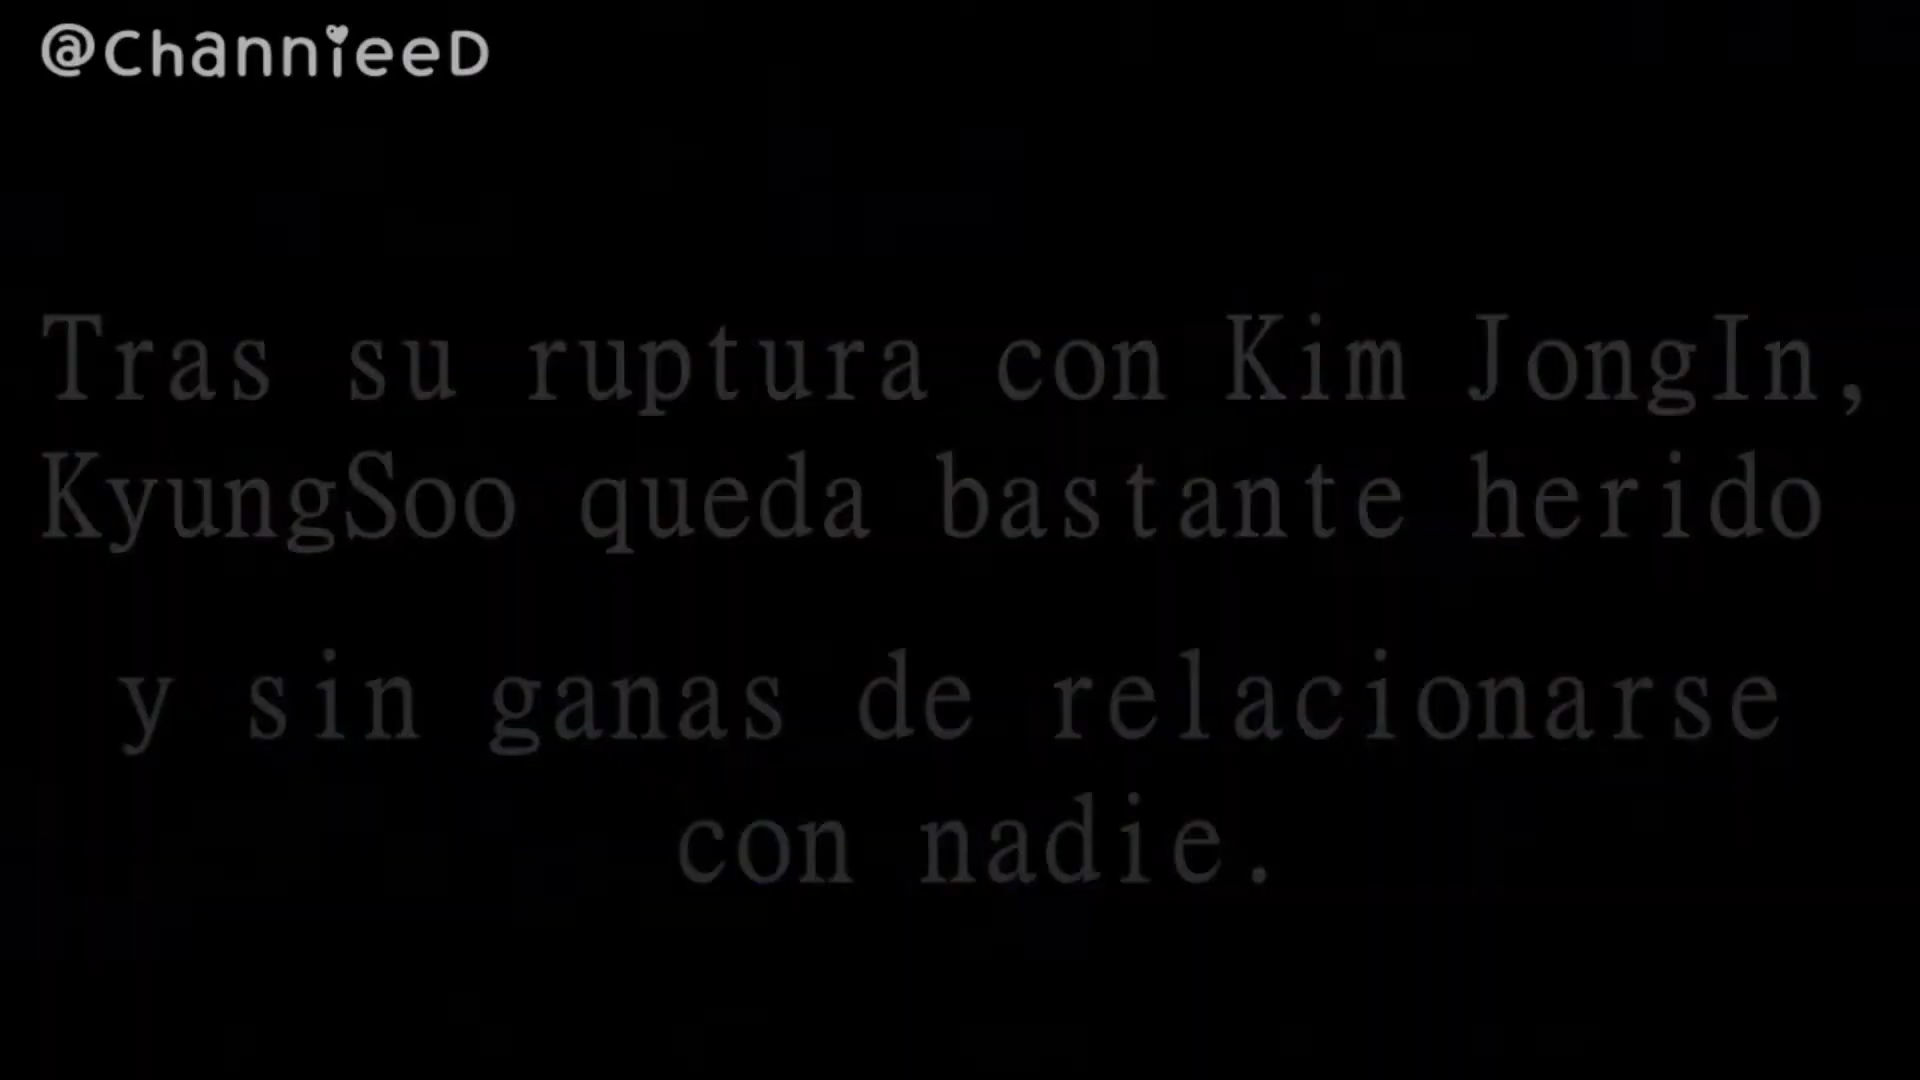 @ChannieeD
Tras su ruptura con Kim JongIn,
KyungSoo queda bastante herido
y sin ganas de relacionarse
con nadie.